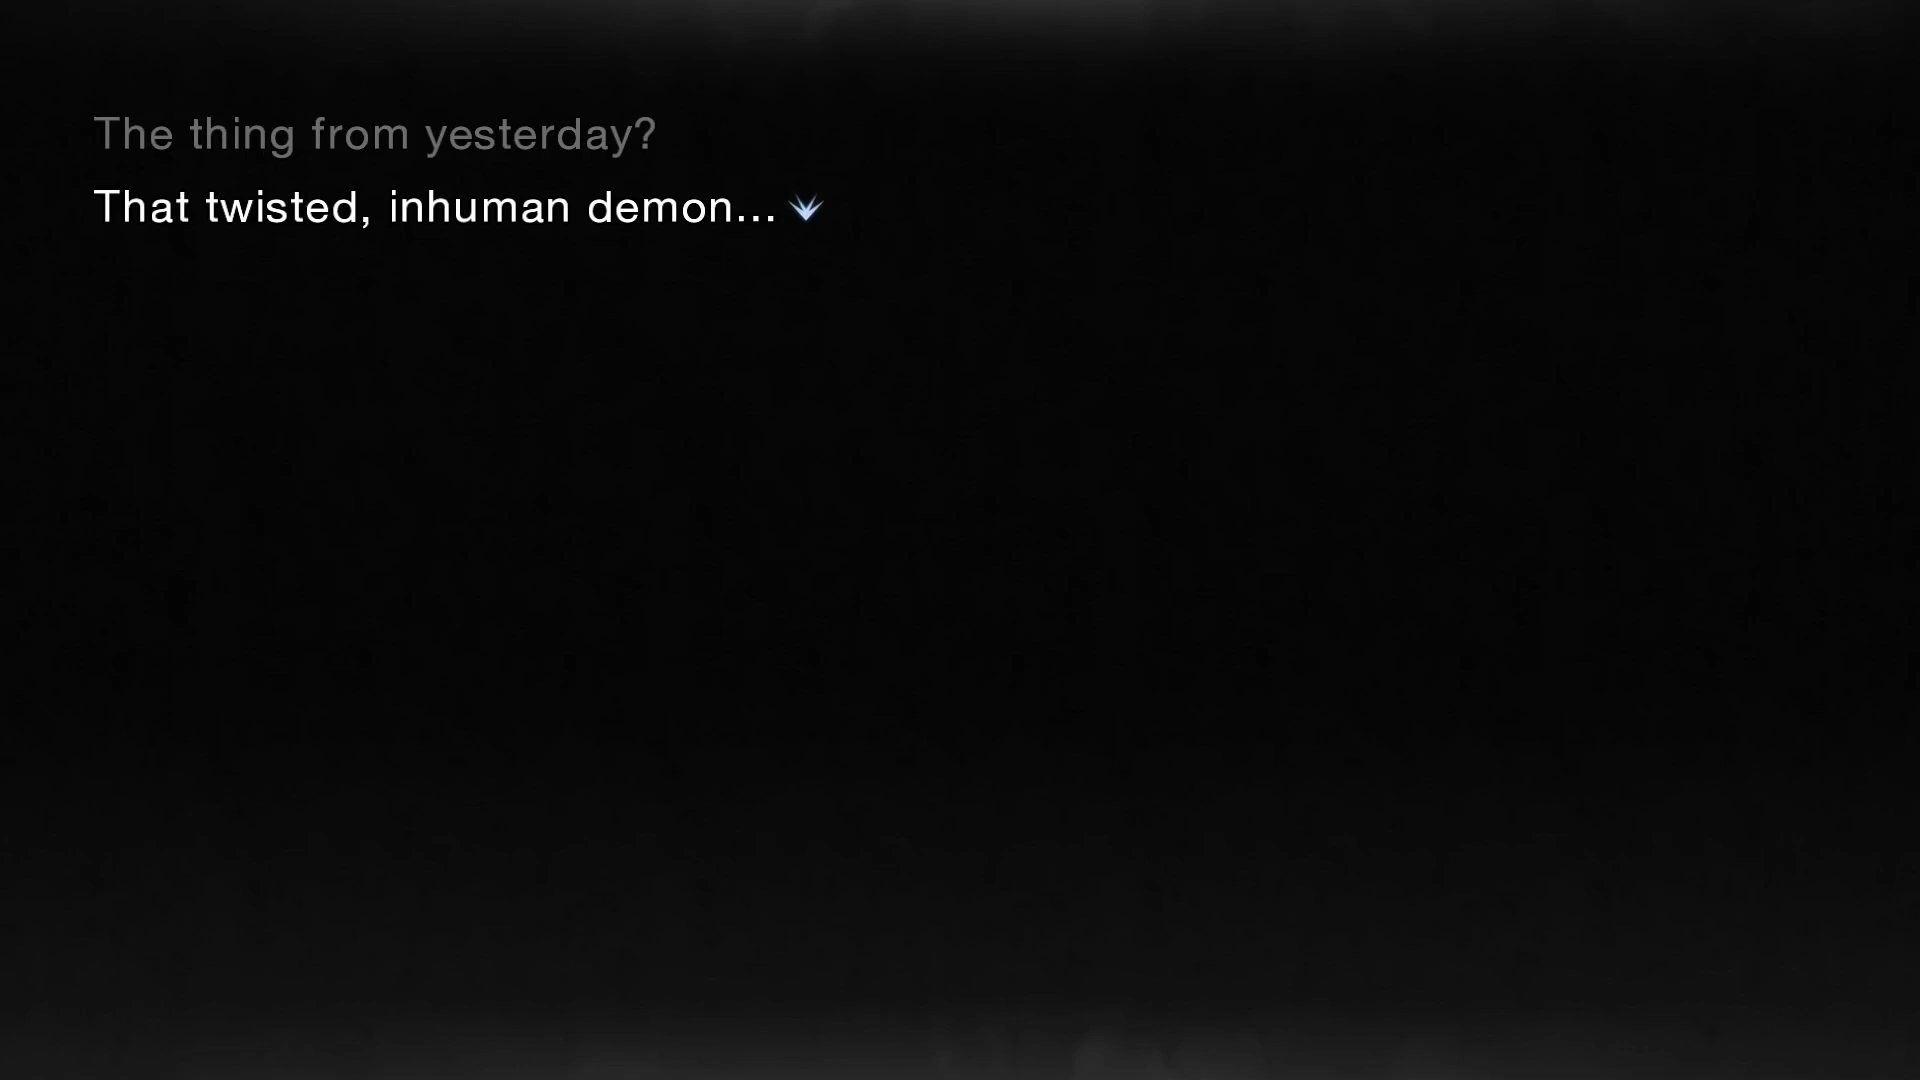 The thing from yesterday?
That twisted, inhuman demon...